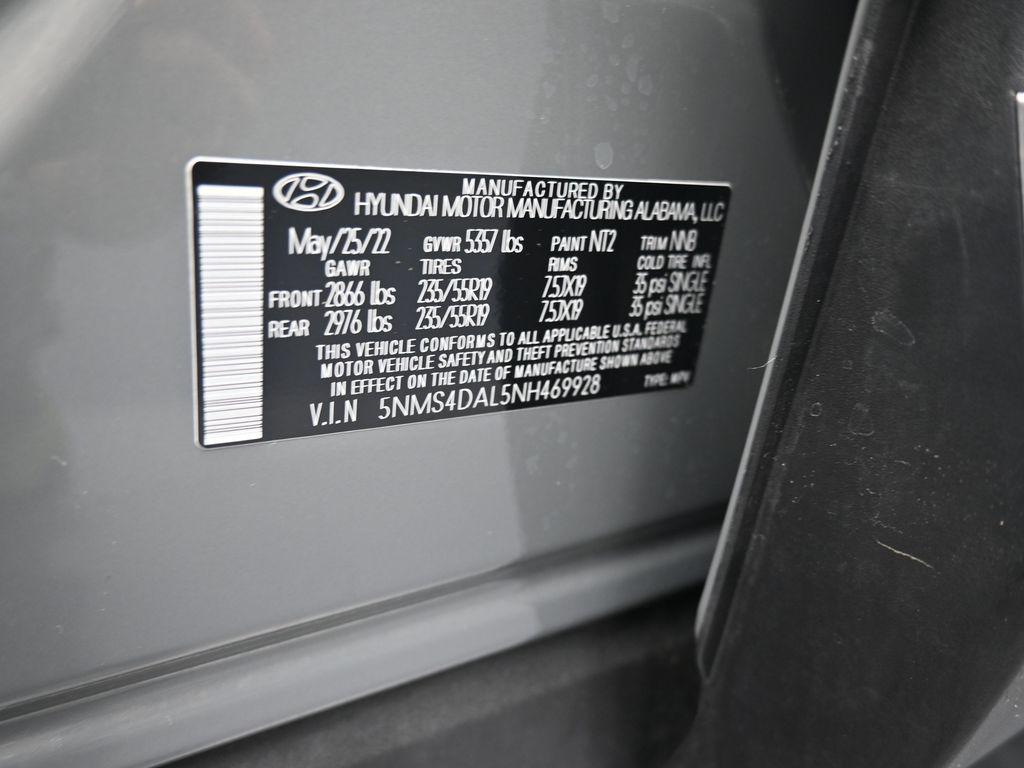 MANUFACTURED BY
HYUNDAI MOTOR MANUFACTURING ALABAMA, LLC
May/25/22 GVWR 5357 lbs PAINT NT2 TRIM NNB
GAWR TIRES RIMS COLD TIRE INFL
FRONT 2866 lbs 235/55R19 7.5JX19 35 psi SINGLE
REAR 2976 lbs 235/55R19 7.5JX19 35 psi SINGLE
THIS VEHICLE CONFORMS TO ALL APPLICABLE U.S.A. FEDERAL
MOTOR VEHICLE SAFETY AND THEFT PREVENTION STANDARDS
IN EFFECT ON THE DATE OF MANUFACTURE SHOWN ABOVE
V.I.N 5NMS4DAL5NH469928 TYPE: MPV